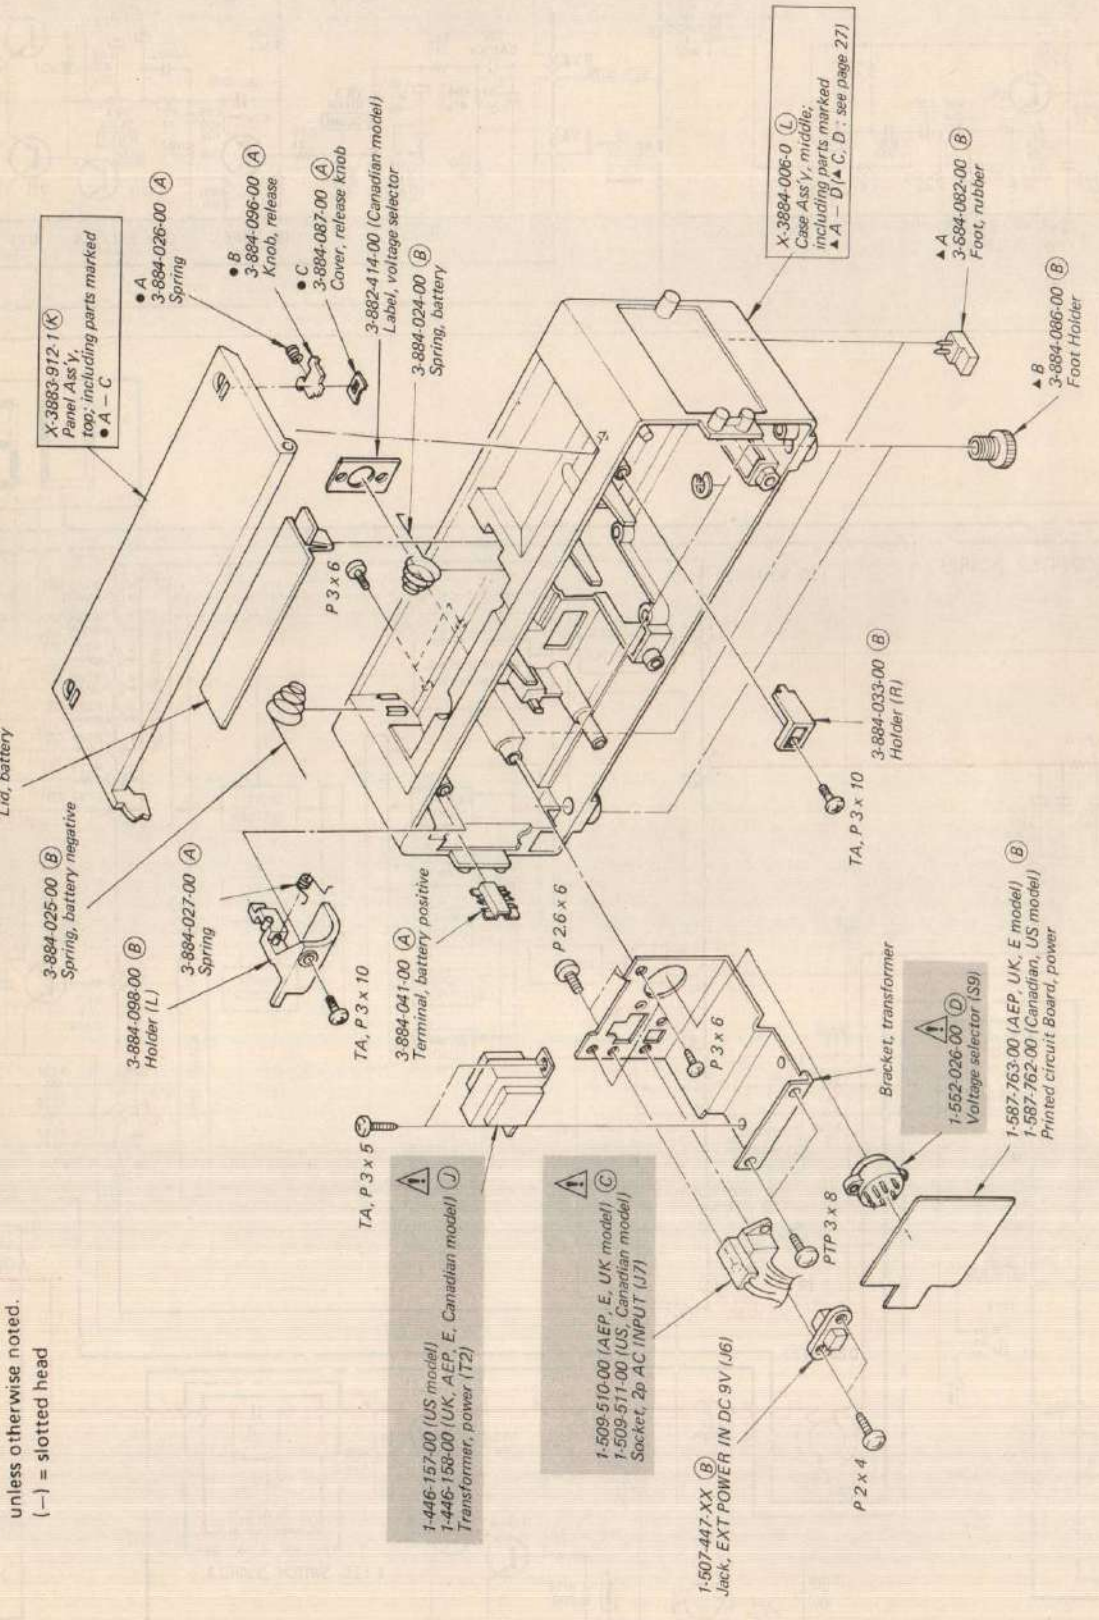 unless otherwise noted.
(—) = slotted head
Lid, battery
3-884-025-00 (B)
Spring, battery negative
3-884-098-00 (B)
Holder (L)
3-884-027-00 (A)
Spring
TA, P 3 x 10
3-884-041-00 (A)
Terminal, battery positive
X-3883-912-1 (K)
Panel Ass'y,
top; including parts marked
● A – C
● A
3-884-026-00 (A)
Spring
● B
3-884-096-00 (A)
Knob, release
● C
3-884-087-00 (A)
Cover, release knob
3-882-414-00 (Canadian model)
Label, voltage selector
3-884-024-00 (B)
Spring, battery
P 3 x 6
TA, P 3 x 5
⚠
1-446-157-00 (US model)
1-446-158-00 (UK, AEP, E, Canadian model) (J)
Transformer, power (T2)
P 2.6 x 6
P 3 x 6
⚠
1-509-510-00 (AEP, E, UK model) (C)
1-509-511-00 (US, Canadian model)
Socket, 2p AC INPUT (J7)
1-507-447-XX (B)
Jack, EXT POWER IN DC 9V (J6)
P 2 x 4
PTP 3 x 8
Bracket, transformer
⚠
1-552-026-00 (D)
Voltage selector (S9)
1-587-763-00 (AEP, UK, E model) (B)
1-587-762-00 (Canadian, US model)
Printed circuit Board, power
TA, P 3 x 10
3-884-033-00 (B)
Holder (R)
X-3884-006-0 (L)
Case Ass'y, middle;
including parts marked
▲ A – D (▲ C, D : see page 27)
▲ A
3-684-082-00 (B)
Foot, rubber
▲ B
3-884-086-00 (B)
Foot Holder